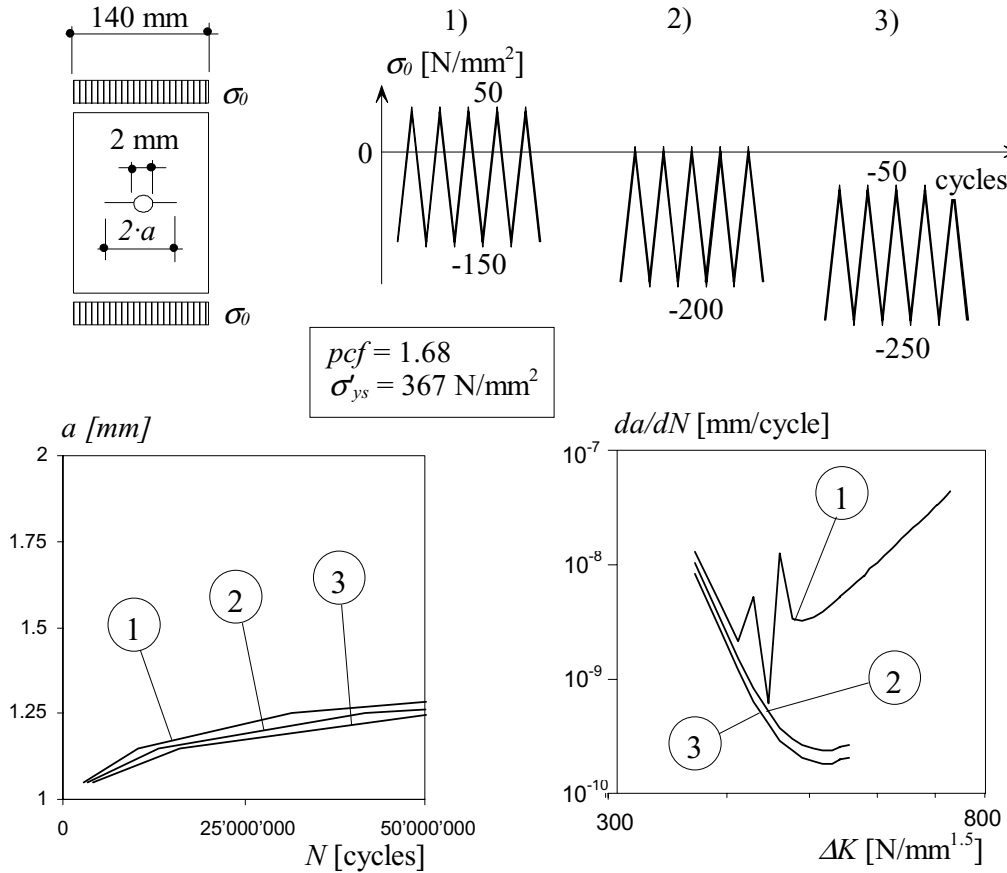 140 mm
σ0
2 mm
2·a
σ0
1)
2)
3)
σ0 [N/mm²]
50
0
-150
-200
-50
cycles
-250
pcf = 1.68
σ'ys = 367 N/mm²
a [mm]
2
1.75
1.5
1.25
1
0
25'000'000
50'000'000
N [cycles]
1
2
3
da/dN [mm/cycle]
10⁻⁷
10⁻⁸
10⁻⁹
10⁻¹⁰
300
800
ΔK [N/mm¹·⁵]
1
2
3